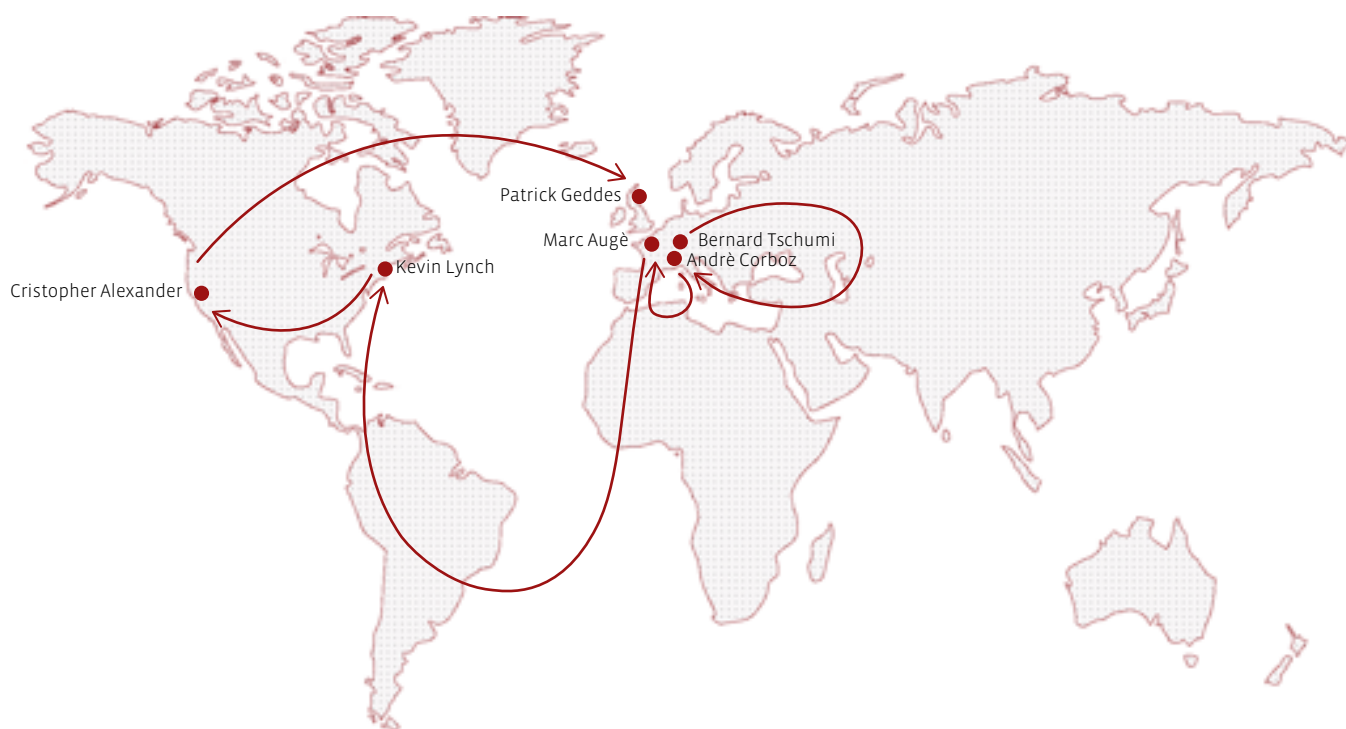 Patrick Geddes
Marc Augè
Bernard Tschumi
Andrè Corboz
Kevin Lynch
Cristopher Alexander